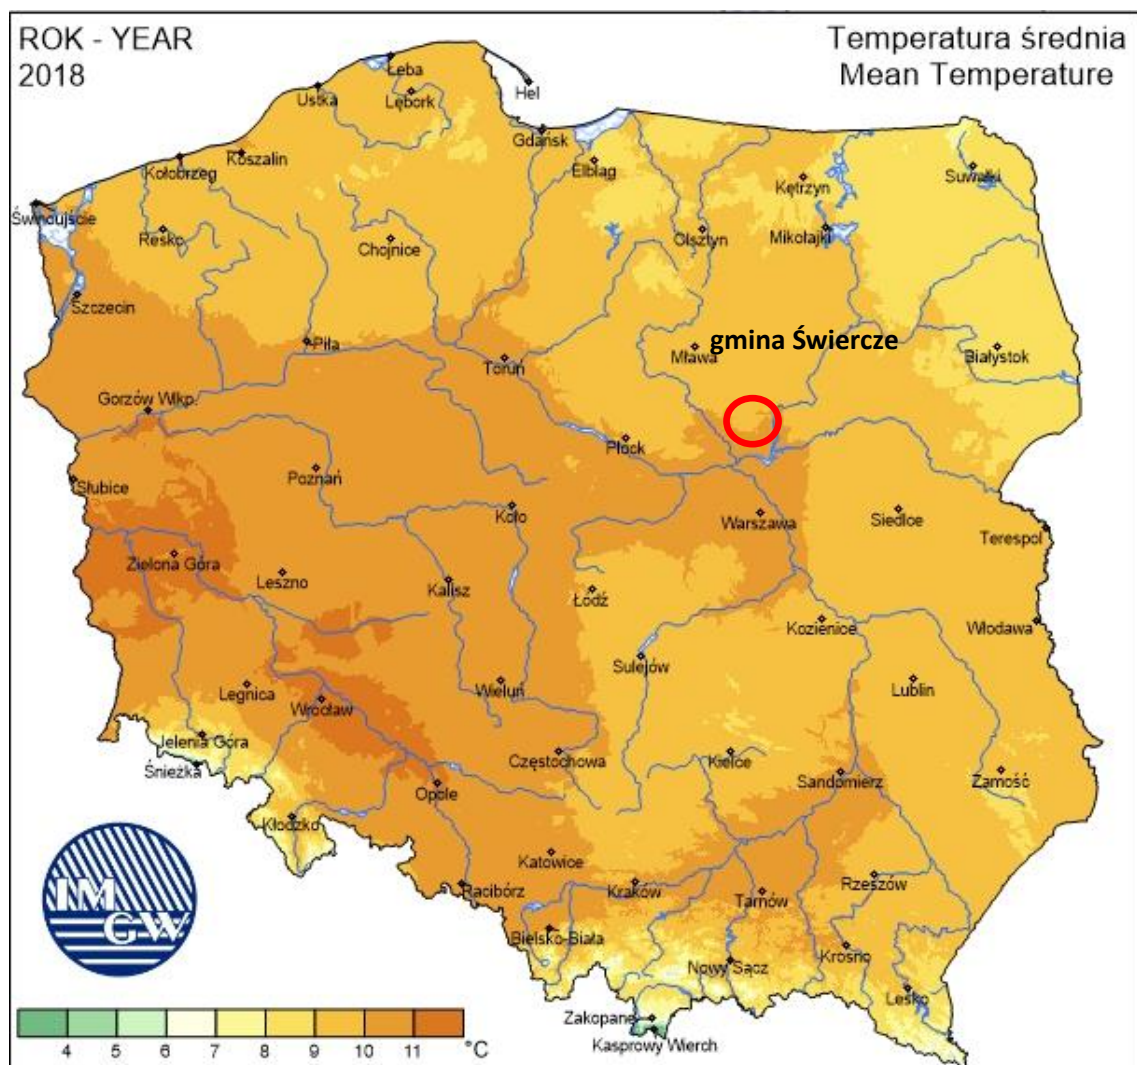 ROK - YEAR
2018
Temperatura średnia
Mean Temperature
Łeba
Hel
Ustka
Lębork
Gdańsk
Koszalin
Kołobrzeg
Elbląg
Kętrzyn
Suwałki
Świnoujście
Resko
Chojnice
Olsztyn
Mikołajki
Szczecin
Piła
gmina Świercze
Mława
Białystok
Toruń
Gorzów Wlkp.
Płock
Poznań
Słubice
Koło
Warszawa
Siedlce
Terespol
Zielona Góra
Leszno
Kalisz
Łódź
Kozienice
Włodawa
Sulejów
Legnica
Wrocław
Wieluń
Lublin
Jelenia Góra
Śnieżka
Częstochowa
Kielce
Sandomierz
Zamość
Opole
Kłodzko
Katowice
Racibórz
Kraków
Tarnów
Rzeszów
Bielsko-Biała
Nowy Sącz
Krosno
Lesko
Zakopane
Kasprowy Wierch
IM
G-W
4 5 6 7 8 9 10 11 °C